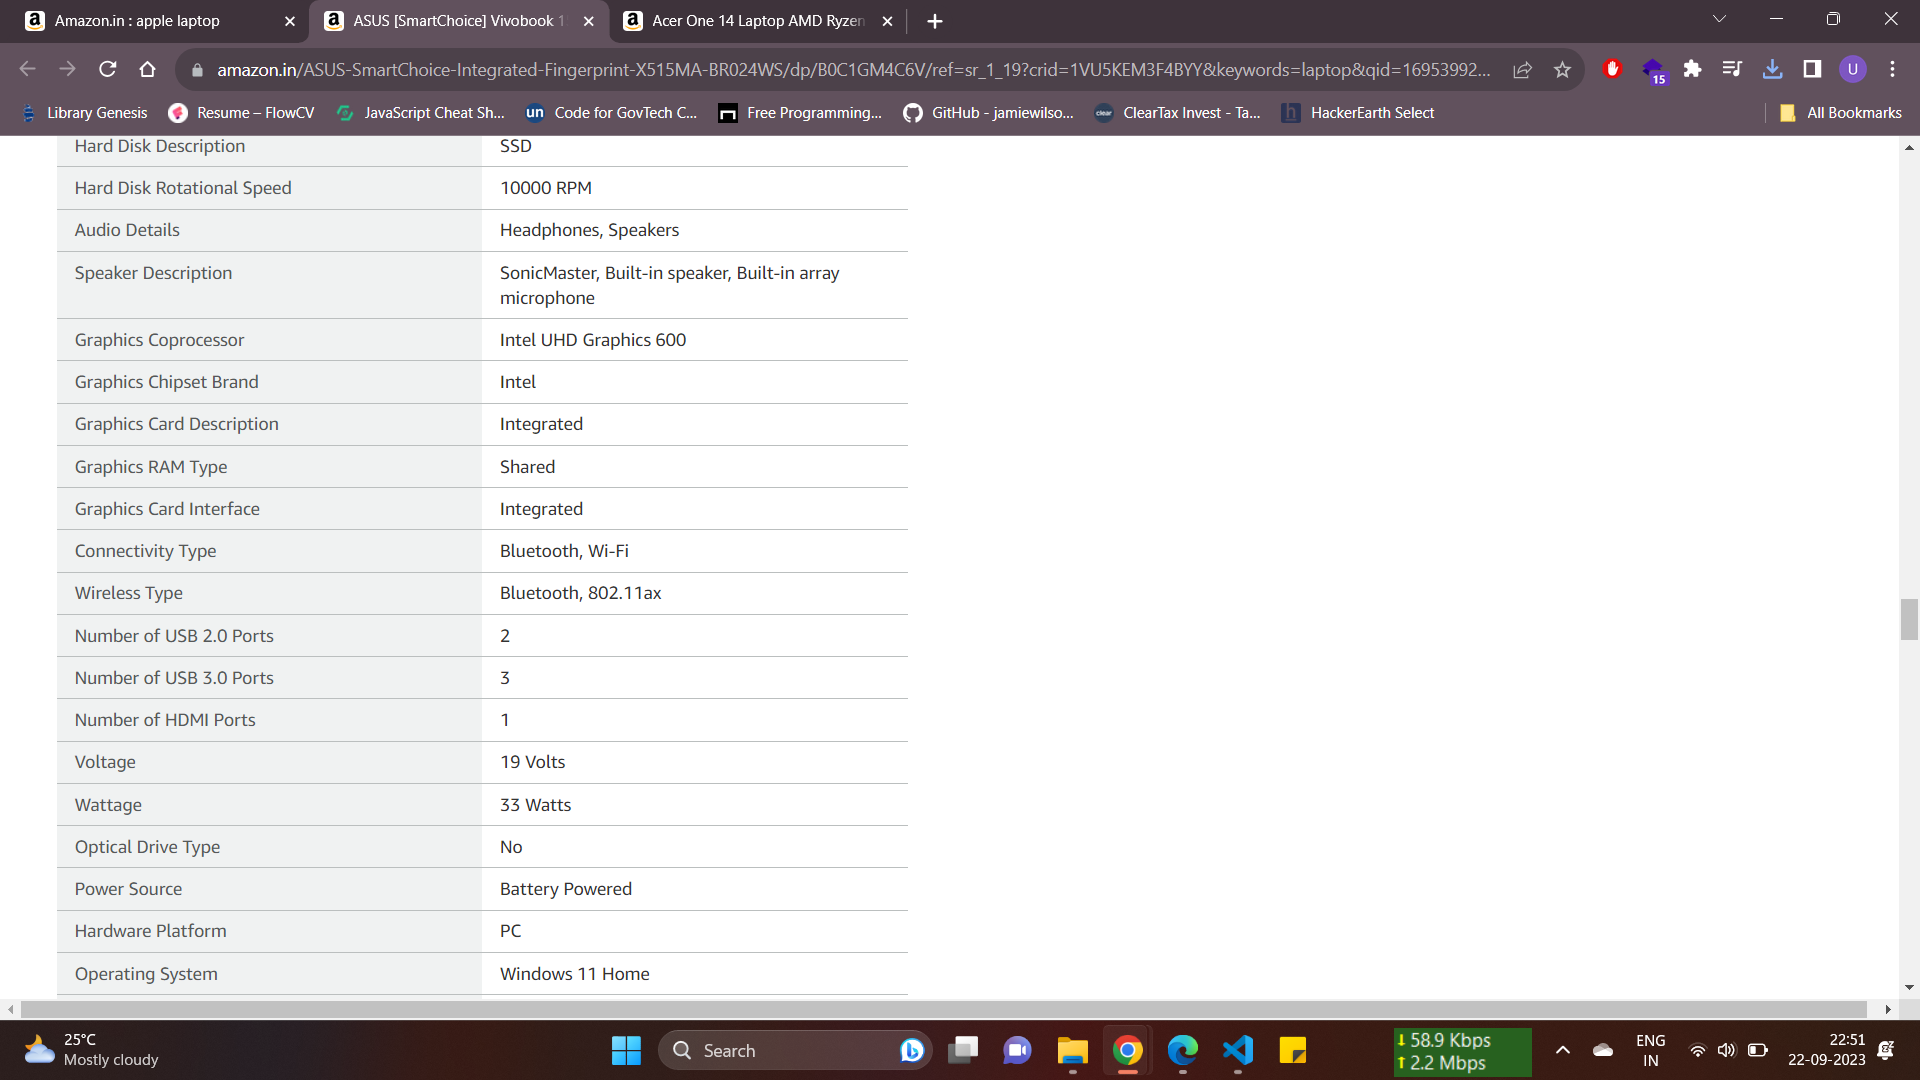 Amazon.in : apple laptop
ASUS [SmartChoice] Vivobook 1
Acer One 14 Laptop AMD Ryzen
amazon.in/ASUS-SmartChoice-Integrated-Fingerprint-X515MA-BR024WS/dp/B0C1GM4C6V/ref=sr_1_19?crid=1VU5KEM3F4BYY&keywords=laptop&qid=16953992...
15
U
Library Genesis
Resume – FlowCV
JavaScript Cheat Sh...
un
Code for GovTech C...
Free Programming...
GitHub - jamiewilso...
clear
ClearTax Invest - Ta...
h
HackerEarth Select
All Bookmarks
Hard Disk Description SSD
Hard Disk Rotational Speed 10000 RPM
Audio Details Headphones, Speakers
Speaker Description SonicMaster, Built-in speaker, Built-in array
microphone
Graphics Coprocessor Intel UHD Graphics 600
Graphics Chipset Brand Intel
Graphics Card Description Integrated
Graphics RAM Type Shared
Graphics Card Interface Integrated
Connectivity Type Bluetooth, Wi-Fi
Wireless Type Bluetooth, 802.11ax
Number of USB 2.0 Ports 2
Number of USB 3.0 Ports 3
Number of HDMI Ports 1
Voltage 19 Volts
Wattage 33 Watts
Optical Drive Type No
Power Source Battery Powered
Hardware Platform PC
Operating System Windows 11 Home
25°C
Mostly cloudy
Search
58.9 Kbps
2.2 Mbps
ENG
IN
22:51
22-09-2023